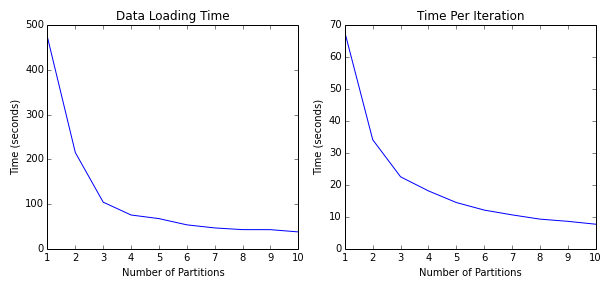 Data Loading Time
Time (seconds)
500
400
300
200
100
0
1 2 3 4 5 6 7 8 9 10
Number of Partitions
Time Per Iteration
Time (seconds)
70
60
50
40
30
20
10
0
1 2 3 4 5 6 7 8 9 10
Number of Partitions